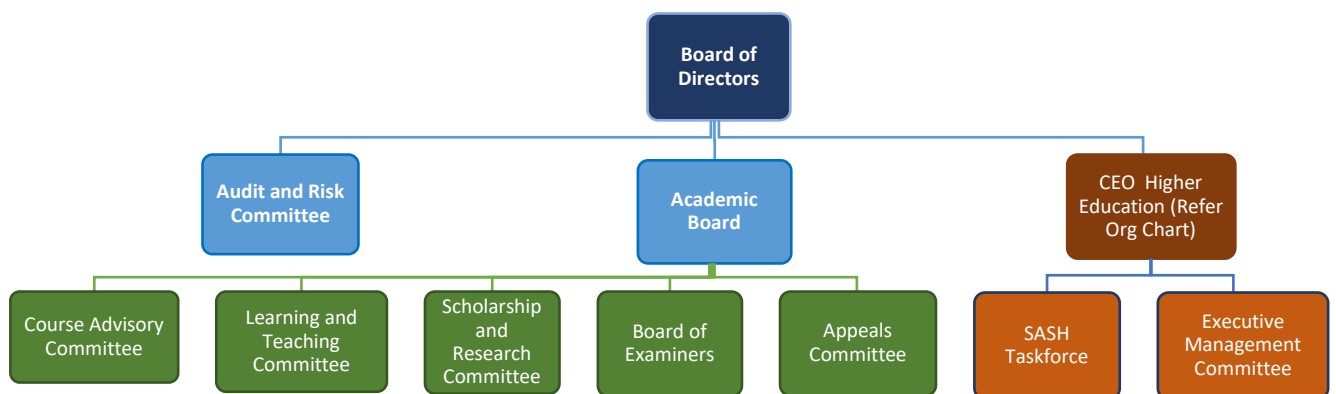 Board of
Directors
Audit and Risk
Committee
Academic
Board
CEO  Higher
Education (Refer
Org Chart)
Course Advisory
Committee
Learning and
Teaching
Committee
Scholarship
and
Research
Committee
Board of
Examiners
Appeals
Committee
SASH
Taskforce
Executive
Management
Committee